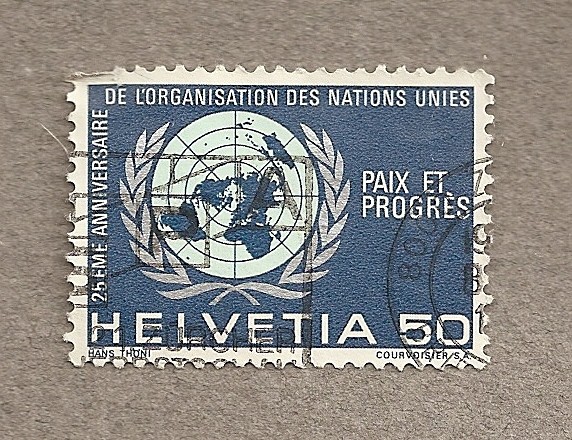 25ÈME ANNIVERSAIRE
DE L'ORGANISATION DES NATIONS UNIES
PAIX ET
PROGRÈS
HELVETIA 50
HANS THÖNI
COURVOISIER S.A.